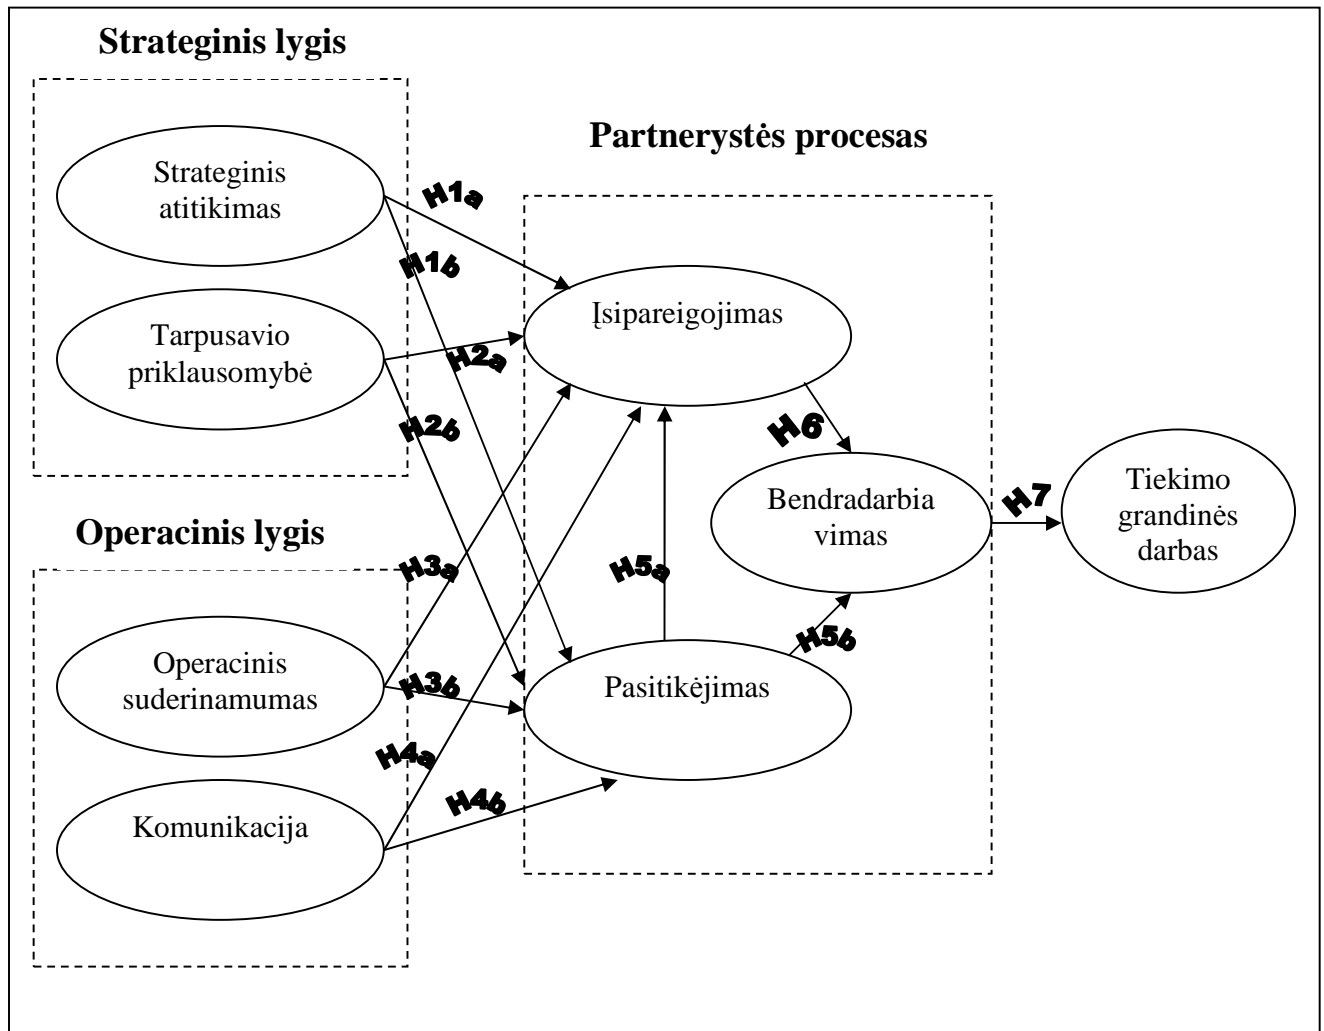 Strateginis lygis
Strateginis
atitikimas
Tarpusavio
priklausomybė
Operacinis lygis
Operacinis
suderinamumas
Komunikacija
H1a
H1b
H2a
H2b
H3a
H3b
H4a
H4b
Partnerystės procesas
Įsipareigojimas
H5a
Pasitikėjimas
H6
H5b
Bendradarbia
vimas
H7
Tiekimo
grandinės
darbas